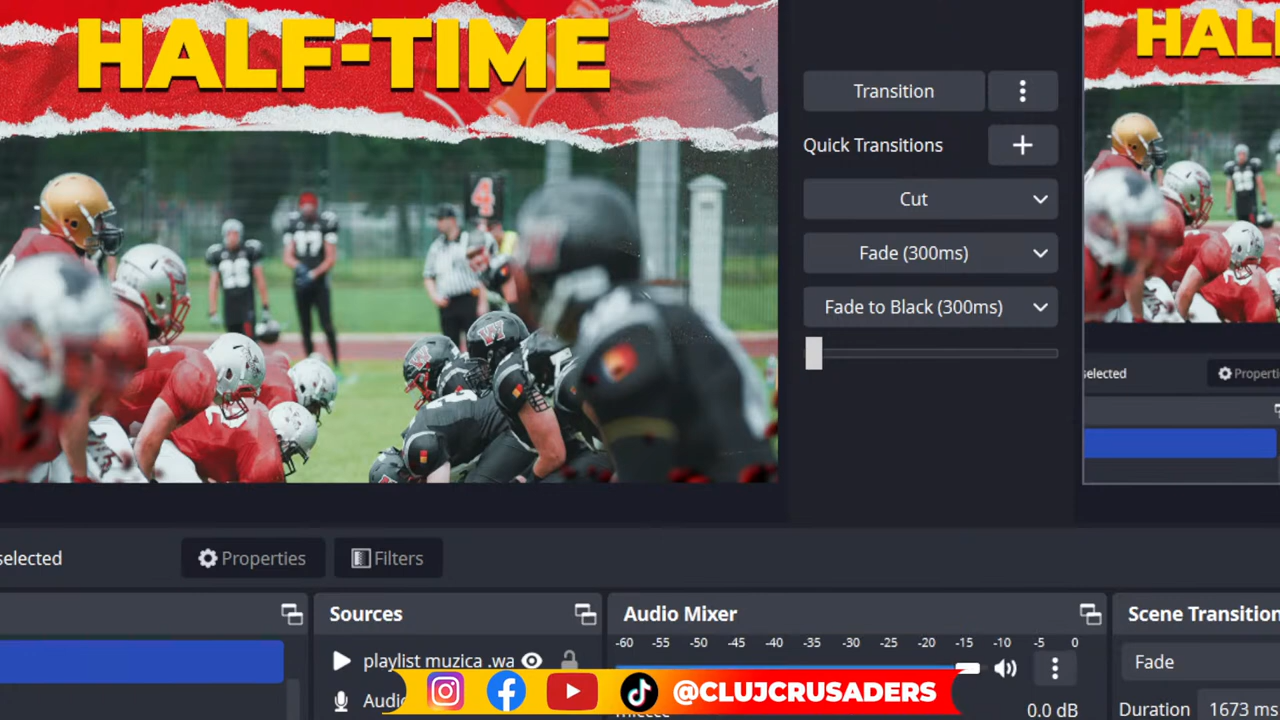 HALF-TIME
HAL
Transition
Quick Transitions
Cut
Fade (300ms)
Fade to Black (300ms)
4
selected
Properties
Filters
selected
Properti
Sources
Audio Mixer
Scene Transition
-60 -55 -50 -45 -40 -35 -30 -25 -20 -15 -10 -5 0
playlist muzica .wa
Fade
Audi
@CLUJCRUSADERS
0.0 dB
Duration 1673 ms